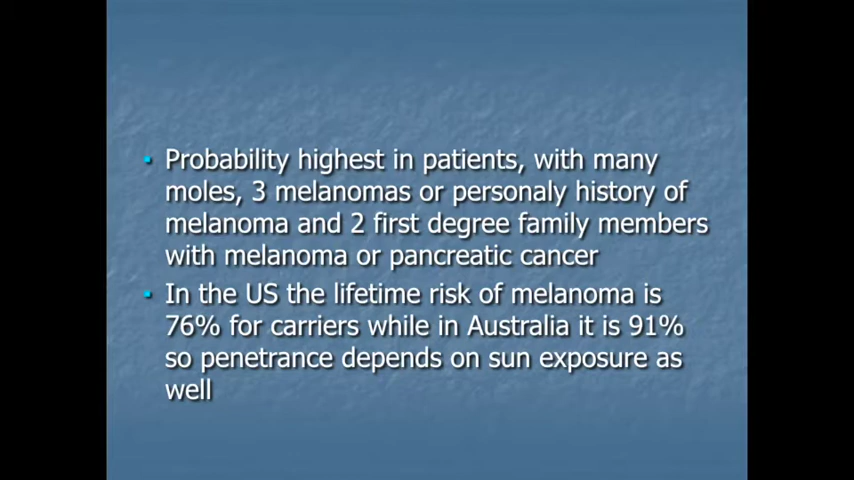 Probability highest in patients, with many
moles, 3 melanomas or personaly history of
melanoma and 2 first degree family members
with melanoma or pancreatic cancer
In the US the lifetime risk of melanoma is
76% for carriers while in Australia it is 91%
so penetrance depends on sun exposure as
well